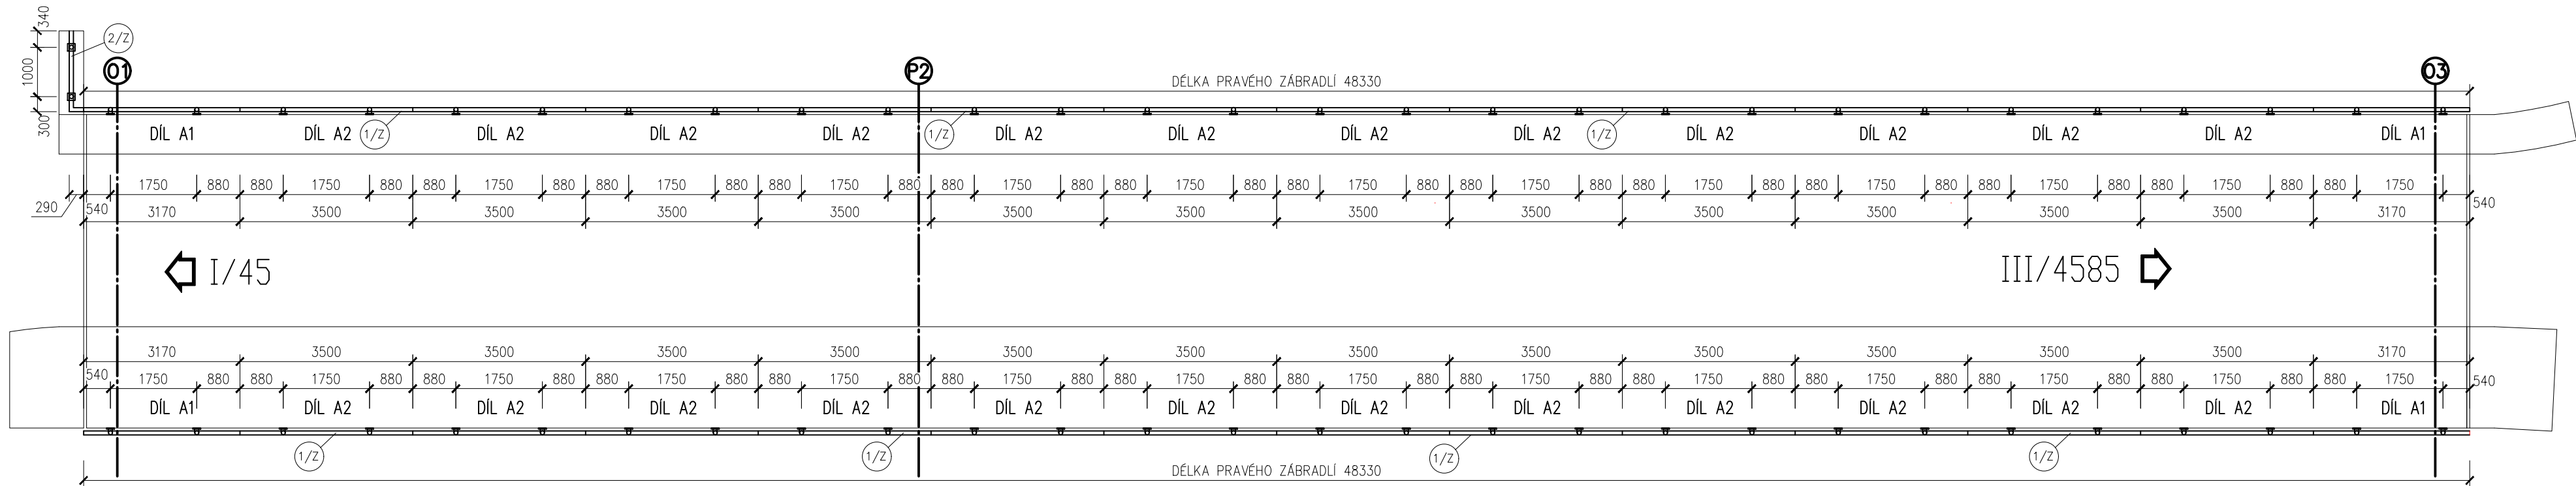 340
1000
300
2/Z
01
P2
03
DÉLKA PRAVÉHO ZÁBRADLÍ 48330
DÍL A1 DÍL A2 1/Z DÍL A2 DÍL A2 DÍL A2 1/Z DÍL A2 DÍL A2 DÍL A2 DÍL A2 1/Z DÍL A2 DÍL A2 DÍL A2 DÍL A2 DÍL A1
1750 880 880 1750 880 880 1750 880 880 1750 880 880 1750 880 880 1750 880 880 1750 880 880 1750 880 880 1750 880 880 1750 880 880 1750 880 880 1750 880 880 1750 880 880 1750
290 540 3170 3500 3500 3500 3500 3500 3500 3500 3500 3500 3500 3500 3500 3170 540
I/45 III/4585
3170 3500 3500 3500 3500 3500 3500 3500 3500 3500 3500 3500 3500 3170
540 1750 880 880 1750 880 880 1750 880 880 1750 880 880 1750 880 880 1750 880 880 1750 880 880 1750 880 880 1750 880 880 1750 880 880 1750 880 880 1750 880 880 1750 880 880 1750 540
DÍL A1 DÍL A2 DÍL A2 DÍL A2 DÍL A2 DÍL A2 DÍL A2 DÍL A2 DÍL A2 DÍL A2 DÍL A2 DÍL A2 DÍL A2 DÍL A1
1/Z 1/Z 1/Z 1/Z
DÉLKA PRAVÉHO ZÁBRADLÍ 48330